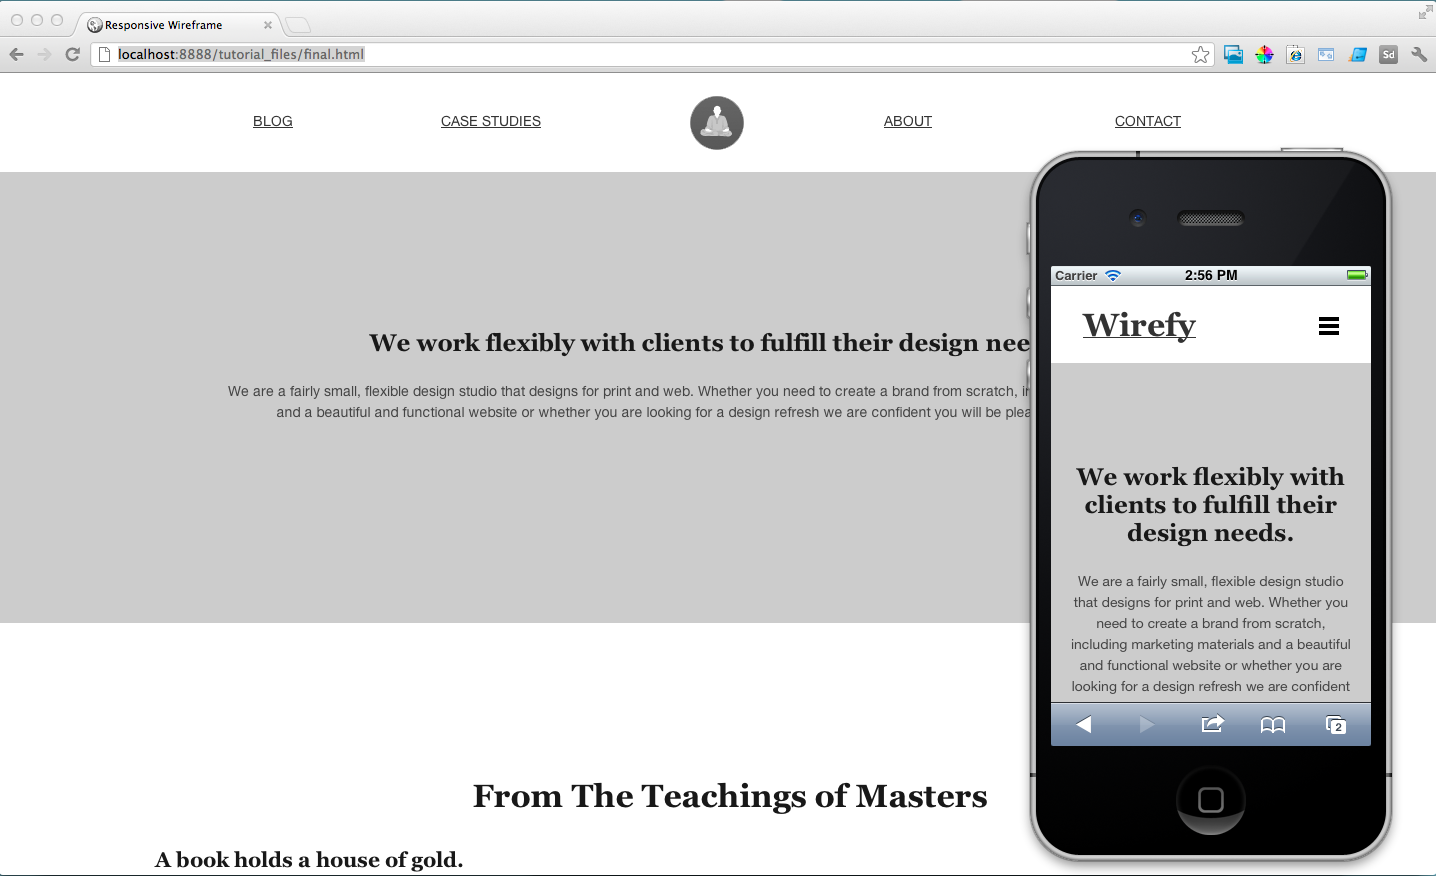 Responsive Wireframe
localhost:8888/tutorial_files/final.html
Sd
BLOG
CASE STUDIES
ABOUT
CONTACT
We work flexibly with clients to fulfill their design nee
We are a fairly small, flexible design studio that designs for print and web. Whether you need to create a brand from scratch, i
and a beautiful and functional website or whether you are looking for a design refresh we are confident you will be plea
From The Teachings of Masters
A book holds a house of gold.
Carrier
2:56 PM
Wirefy
We work flexibly with
clients to fulfill their
design needs.
We are a fairly small, flexible design studio
that designs for print and web. Whether you
need to create a brand from scratch,
including marketing materials and a beautiful
and functional website or whether you are
looking for a design refresh we are confident
2